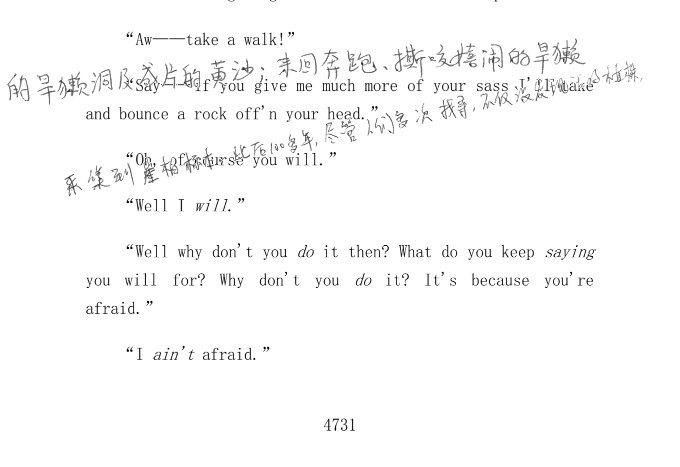 “Aw——take a walk!”
的旱獭洞及成片的黄沙；来回奔跑、撕咬嬉闹的旱獭
“Say——if you give me much more of your sass I'll take
and bounce a rock off'n your head.”
采集到崖柏标本。此后100多年，尽管人们多次找寻，不仅没发现活的植株，
“Oh, of course you will.”
“Well I will.”
“Well why don't you do it then? What do you keep saying
you will for? Why don't you do it? It's because you're
afraid.”
“I ain't afraid.”
4731